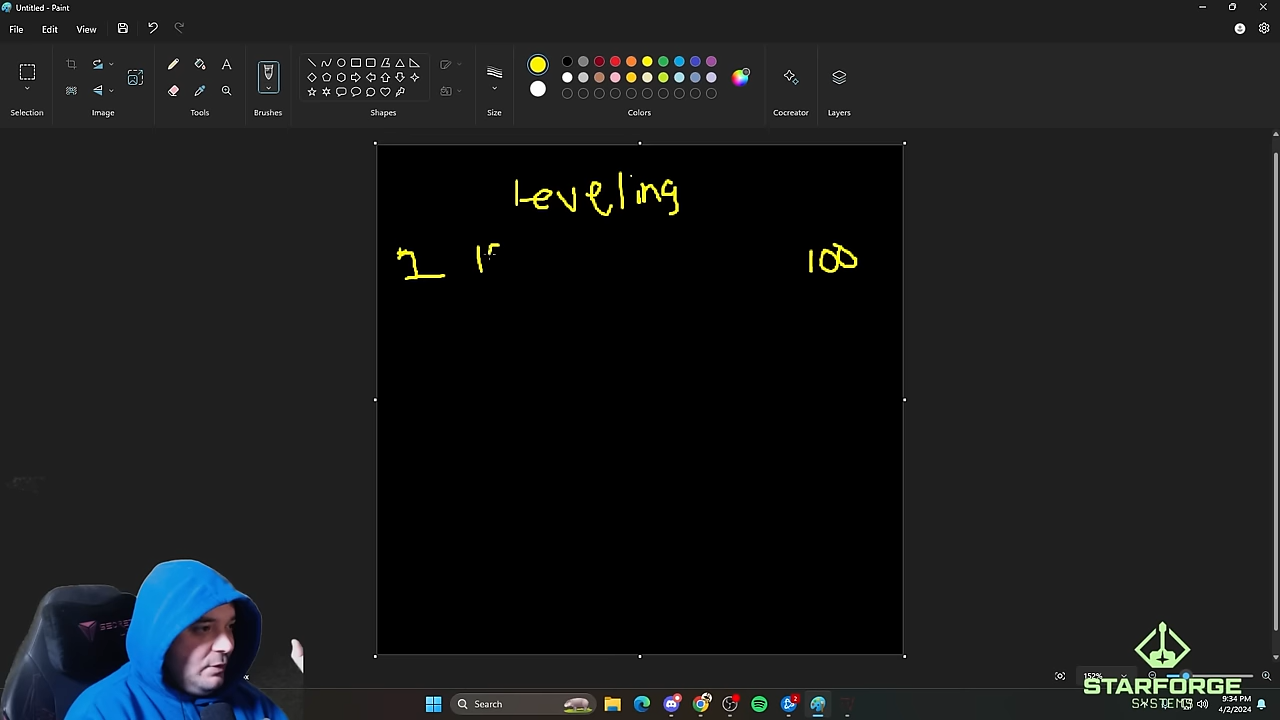 Untitled - Paint
File Edit View
Selection Image Tools Brushes Shapes Size Colors Cocreator Layers
Leveling
1 100
152%
STARFORGE
SYSTEMS
Search
9:34 PM
4/2/2024